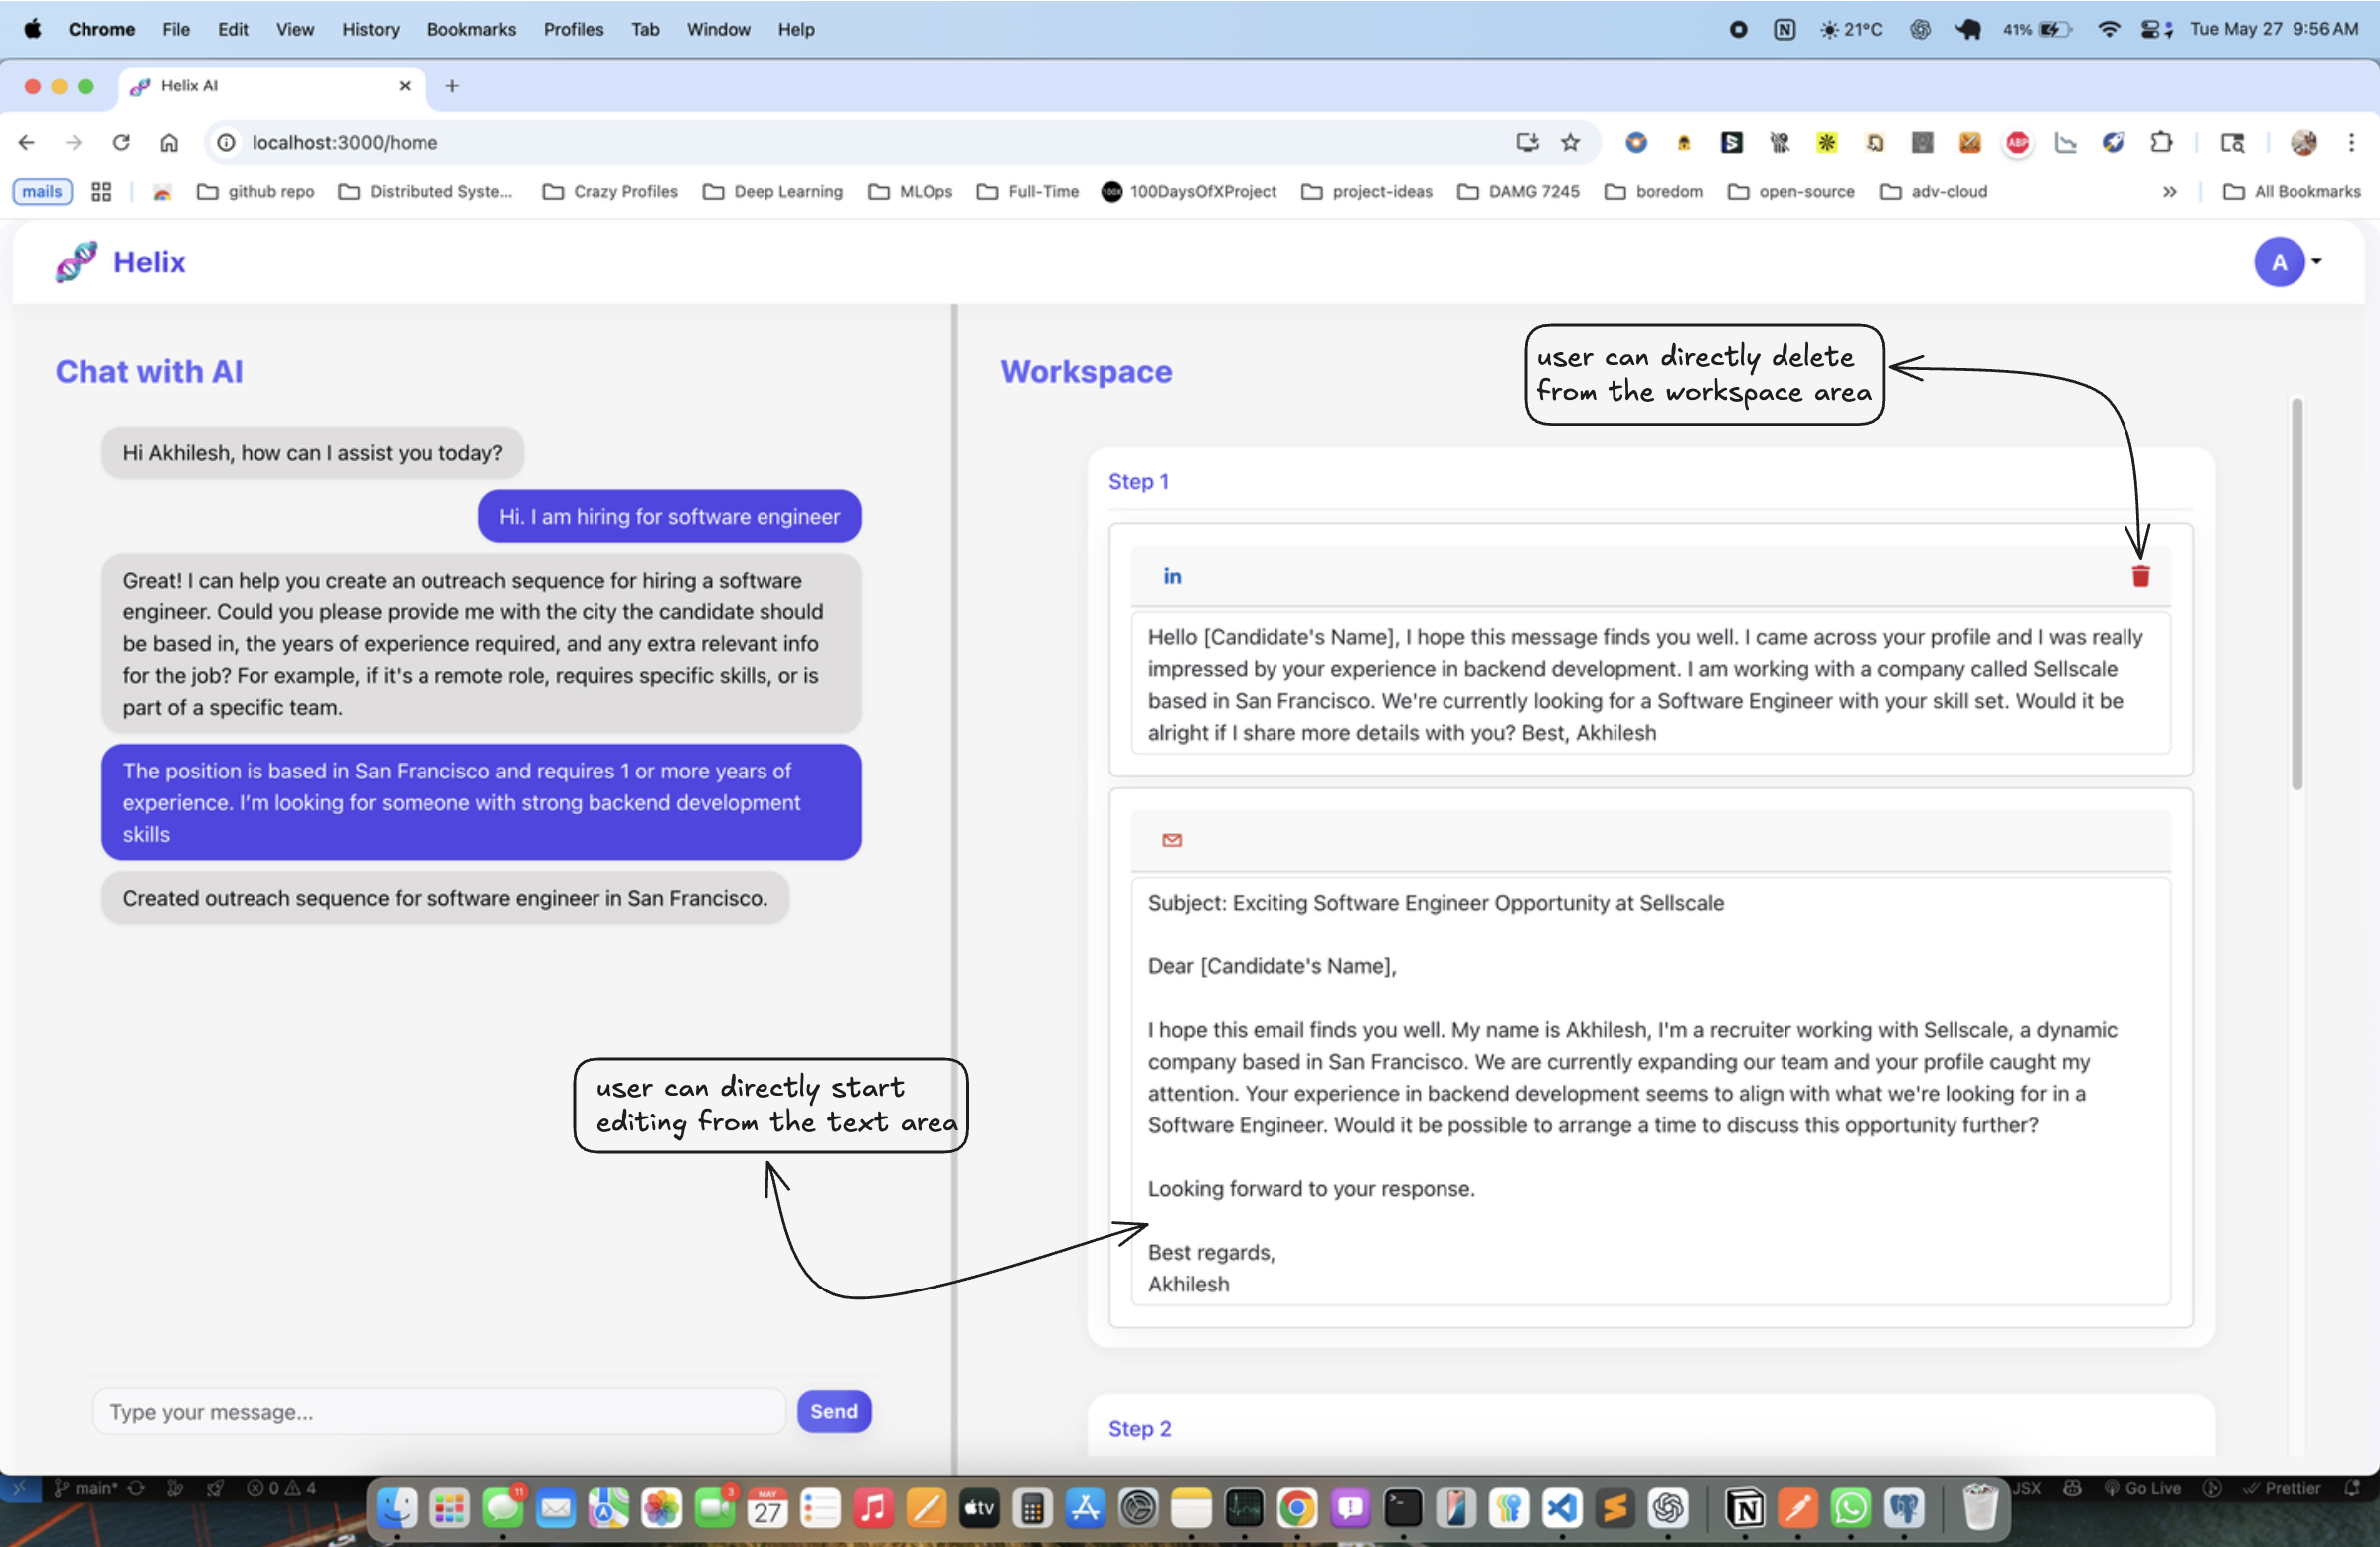 Chrome File Edit View History Bookmarks Profiles Tab Window Help 21°C 41% Tue May 27 9:56 AM
Helix AI
localhost:3000/home
ABP
mails github repo Distributed Syste... Crazy Profiles Deep Learning MLOps Full-Time 100DaysOfXProject project-ideas DAMG 7245 boredom open-source adv-cloud » All Bookmarks
Helix
A
Chat with AI
Hi Akhilesh, how can I assist you today?
Hi. I am hiring for software engineer
Great! I can help you create an outreach sequence for hiring a software
engineer. Could you please provide me with the city the candidate should
be based in, the years of experience required, and any extra relevant info
for the job? For example, if it's a remote role, requires specific skills, or is
part of a specific team.
The position is based in San Francisco and requires 1 or more years of
experience. I'm looking for someone with strong backend development
skills
Created outreach sequence for software engineer in San Francisco.
user can directly start
editing from the text area
Type your message...
Send
Workspace
user can directly delete
from the workspace area
Step 1
in
Hello [Candidate's Name], I hope this message finds you well. I came across your profile and I was really
impressed by your experience in backend development. I am working with a company called Sellscale
based in San Francisco. We're currently looking for a Software Engineer with your skill set. Would it be
alright if I share more details with you? Best, Akhilesh
Subject: Exciting Software Engineer Opportunity at Sellscale
Dear [Candidate's Name],
I hope this email finds you well. My name is Akhilesh, I'm a recruiter working with Sellscale, a dynamic
company based in San Francisco. We are currently expanding our team and your profile caught my
attention. Your experience in backend development seems to align with what we're looking for in a
Software Engineer. Would it be possible to arrange a time to discuss this opportunity further?
Looking forward to your response.
Best regards,
Akhilesh
Step 2
main* 0 4 JSX Go Live Prettier
11 3 MAY 27 tv